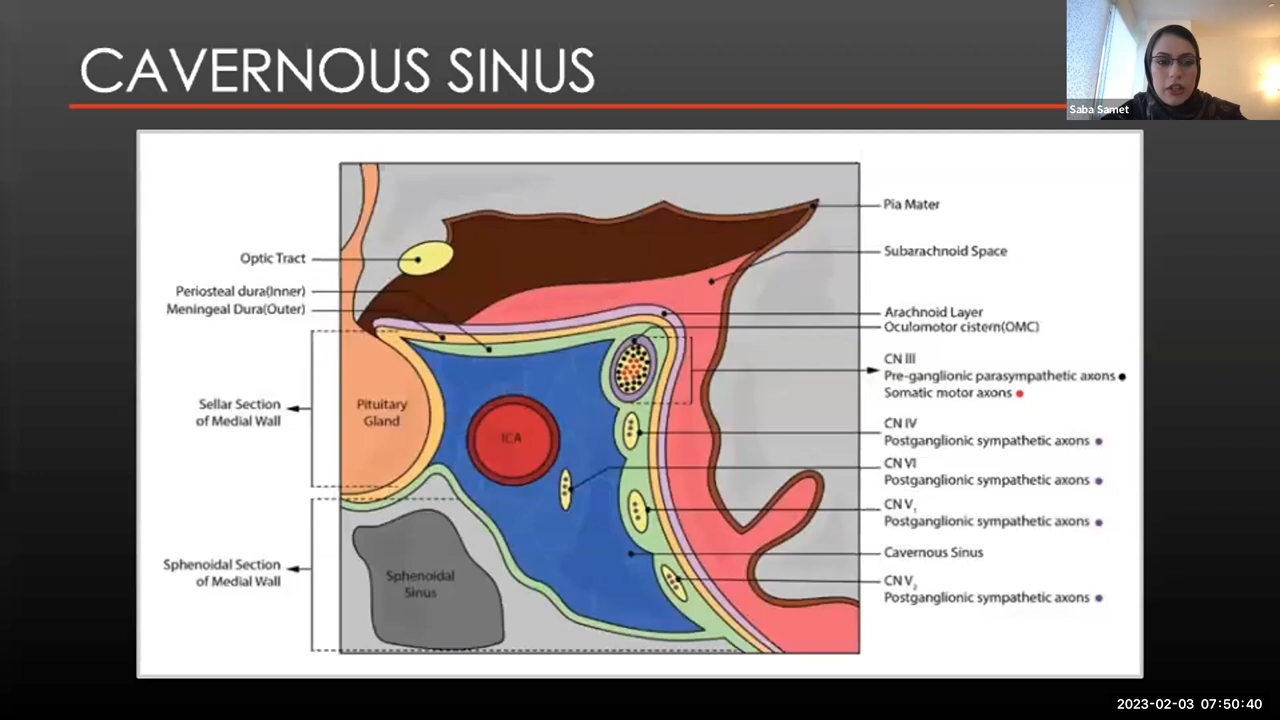 CAVERNOUS SINUS
Saba Samet
Optic Tract
Periosteal dura(Inner)
Meningeal Dura(Outer)
Sellar Section
of Medial Wall
Sphenoidal Section
of Medial Wall
Pituitary
Gland
ICA
Sphenoidal
Sinus
Pia Mater
Subarachnoid Space
Arachnoid Layer
Oculomotor cistern(OMC)
CN III
Pre-ganglionic parasympathetic axons
Somatic motor axons
CN IV
Postganglionic sympathetic axons
CN VI
Postganglionic sympathetic axons
CN V₁
Postganglionic sympathetic axons
Cavernous Sinus
CN V₂
Postganglionic sympathetic axons
2023-02-03 07:50:40